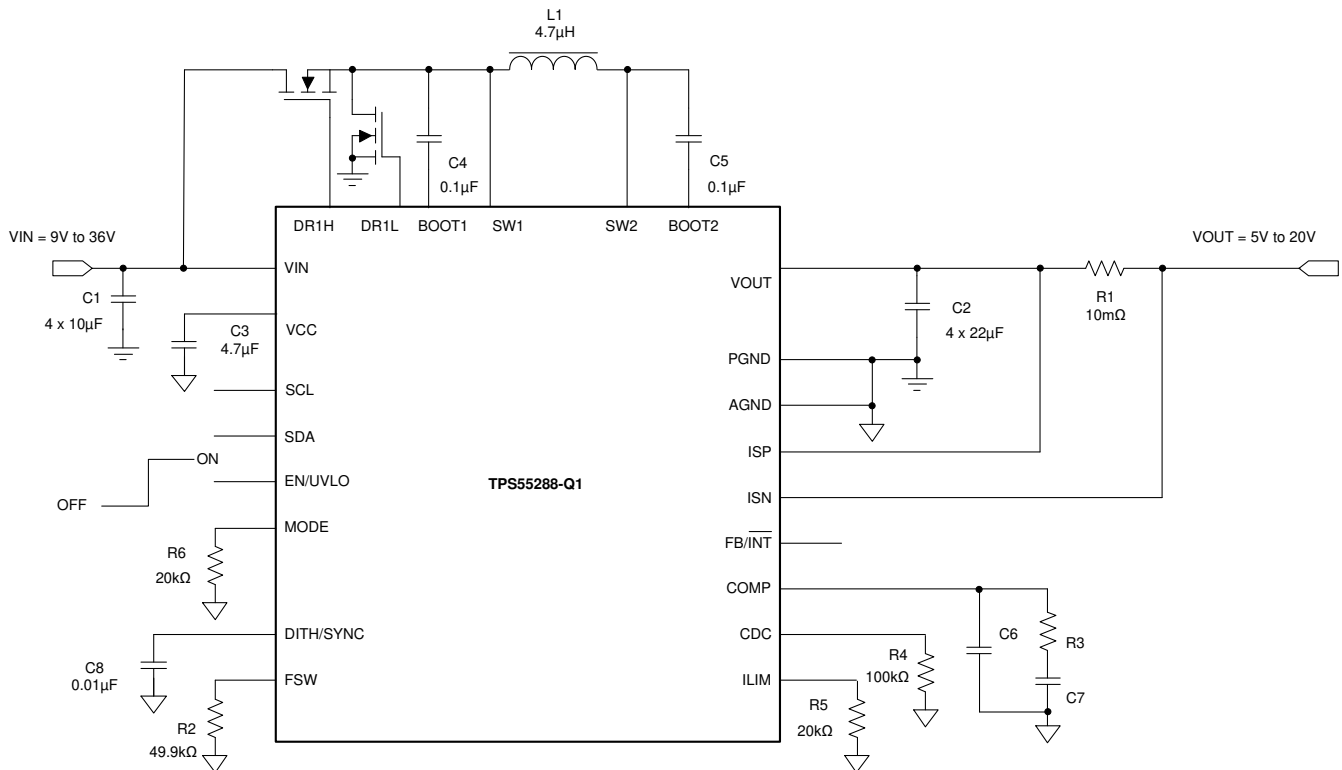 L1
4.7µH
C4
0.1µF
C5
0.1µF
DR1H
DR1L
BOOT1
SW1
SW2
BOOT2
VIN = 9V to 36V
VOUT = 5V to 20V
VIN
VOUT
C1
4 x 10µF
R1
10mΩ
C2
4 x 22µF
C3
4.7µF
VCC
PGND
SCL
AGND
SDA
ISP
ON
OFF
EN/UVLO
TPS55288-Q1
ISN
MODE
FB/INT
R6
20kΩ
COMP
DITH/SYNC
CDC
C6
R3
C8
0.01µF
R4
100kΩ
FSW
ILIM
C7
R2
49.9kΩ
R5
20kΩ